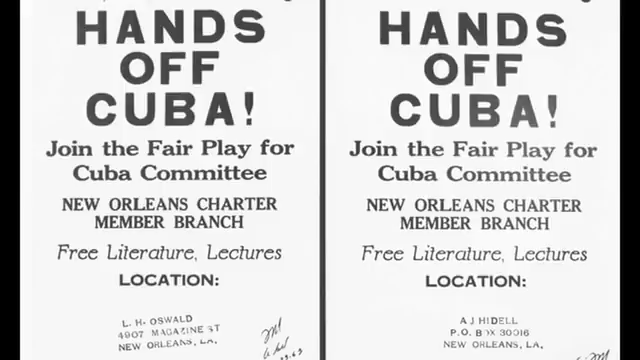 HANDS
OFF
CUBA!
Join the Fair Play for
Cuba Committee
NEW ORLEANS CHARTER
MEMBER BRANCH
Free Literature, Lectures
LOCATION:
L. H. OSWALD
4907 MAGAZINE ST
NEW ORLEANS, LA.
HANDS
OFF
CUBA!
Join the Fair Play for
Cuba Committee
NEW ORLEANS CHARTER
MEMBER BRANCH
Free Literature, Lectures
LOCATION:
A J HIDELL
P.O. BOX 30016
NEW ORLEANS, LA.